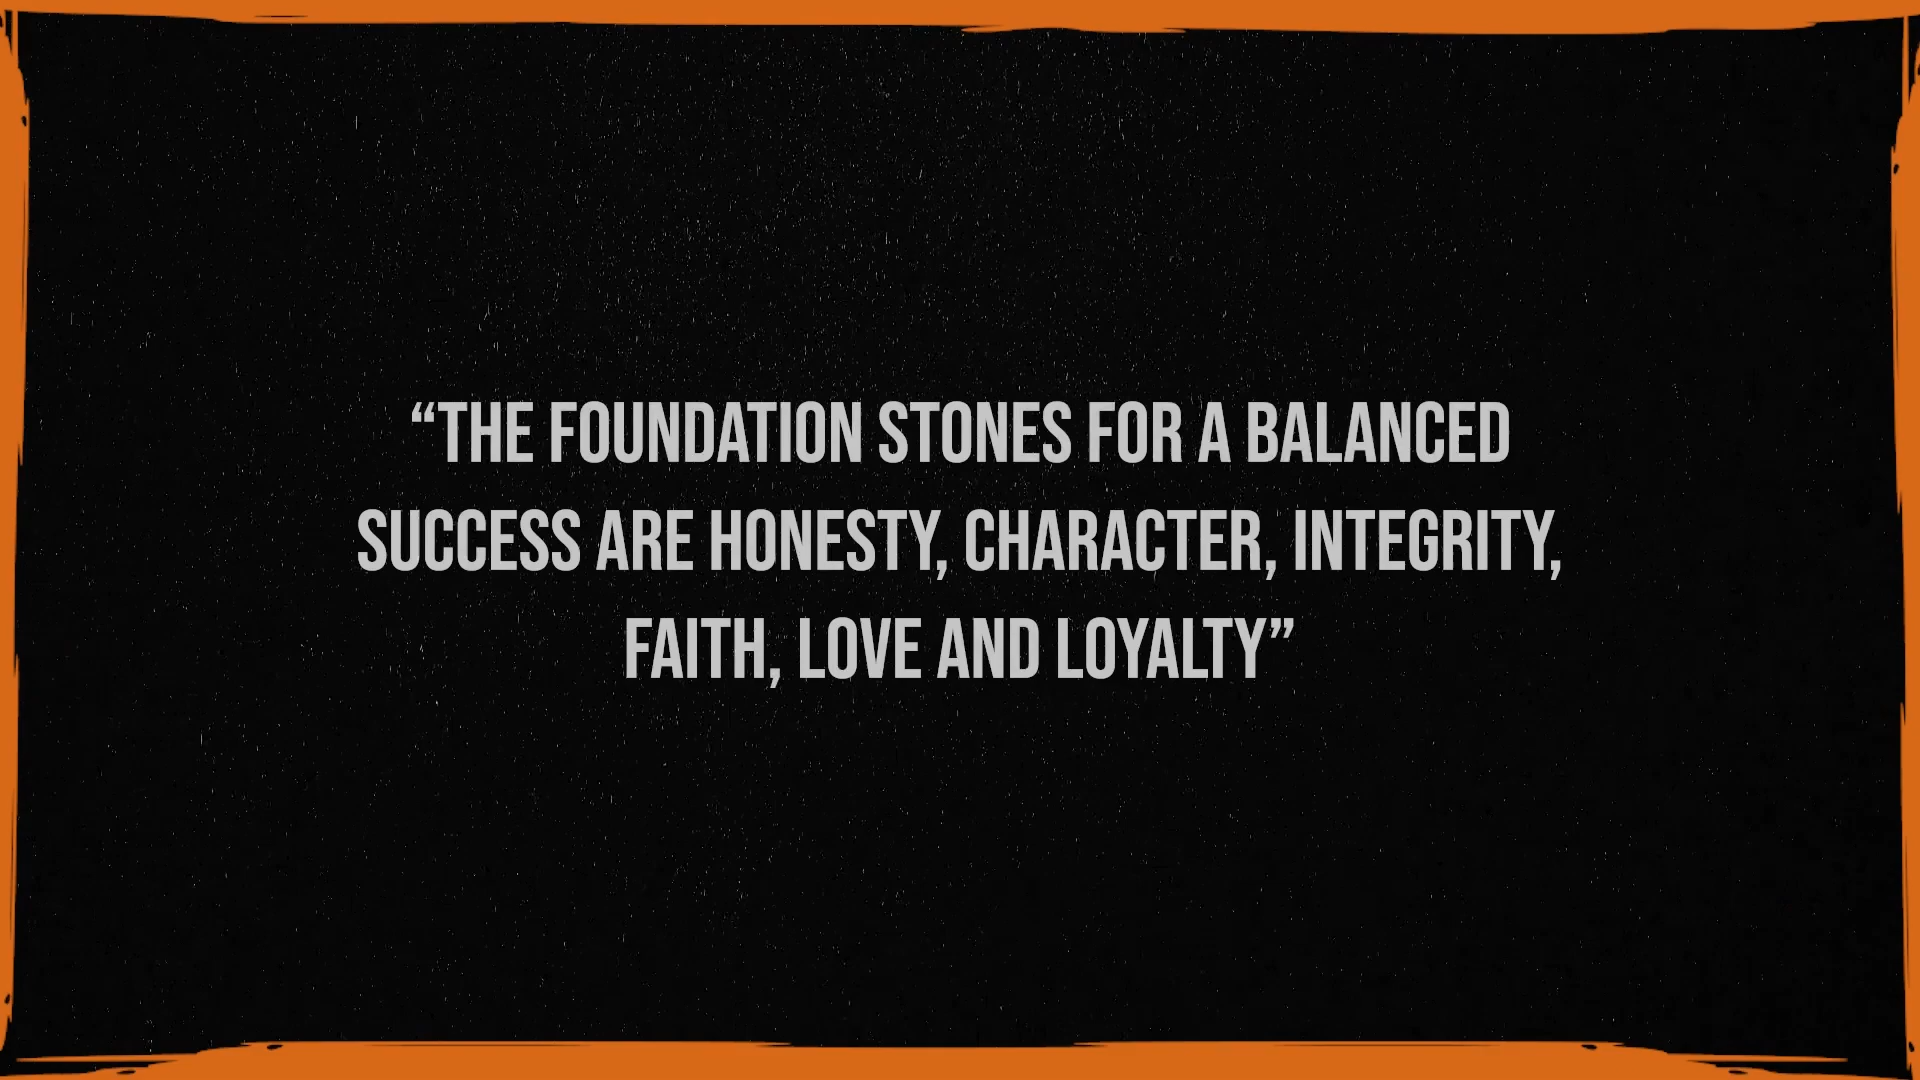 “THE FOUNDATION STONES FOR A BALANCED
SUCCESS ARE HONESTY, CHARACTER, INTEGRITY,
FAITH, LOVE AND LOYALTY”